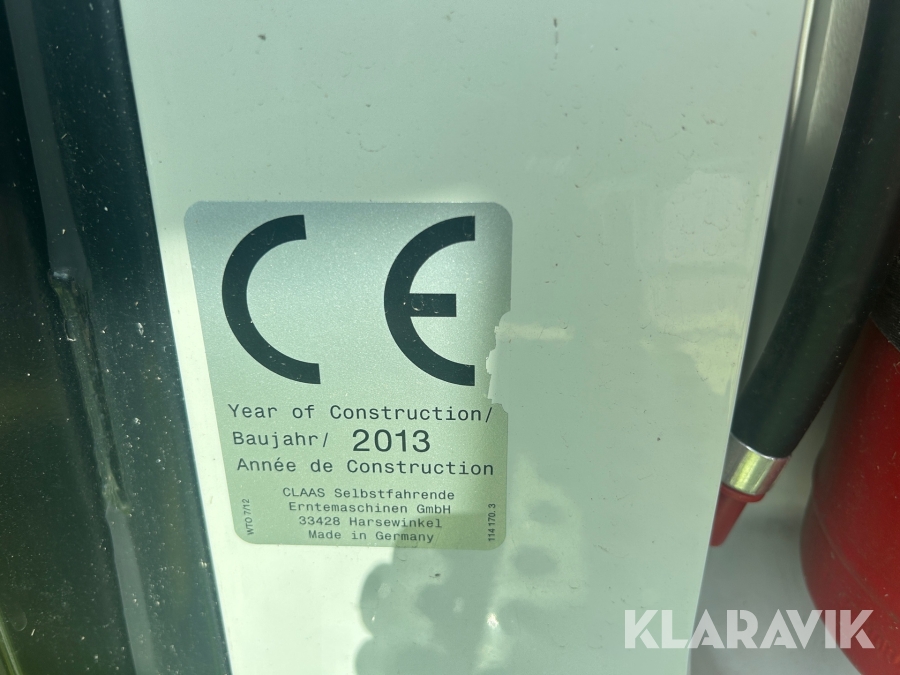 CE
Year of Construction/
Baujahr/ 2013
Année de Construction
CLAAS Selbstfahrende
Erntemaschinen GmbH
33428 Harsewinkel
Made in Germany
WTO 7/12
114 170.3
KLARAVIK